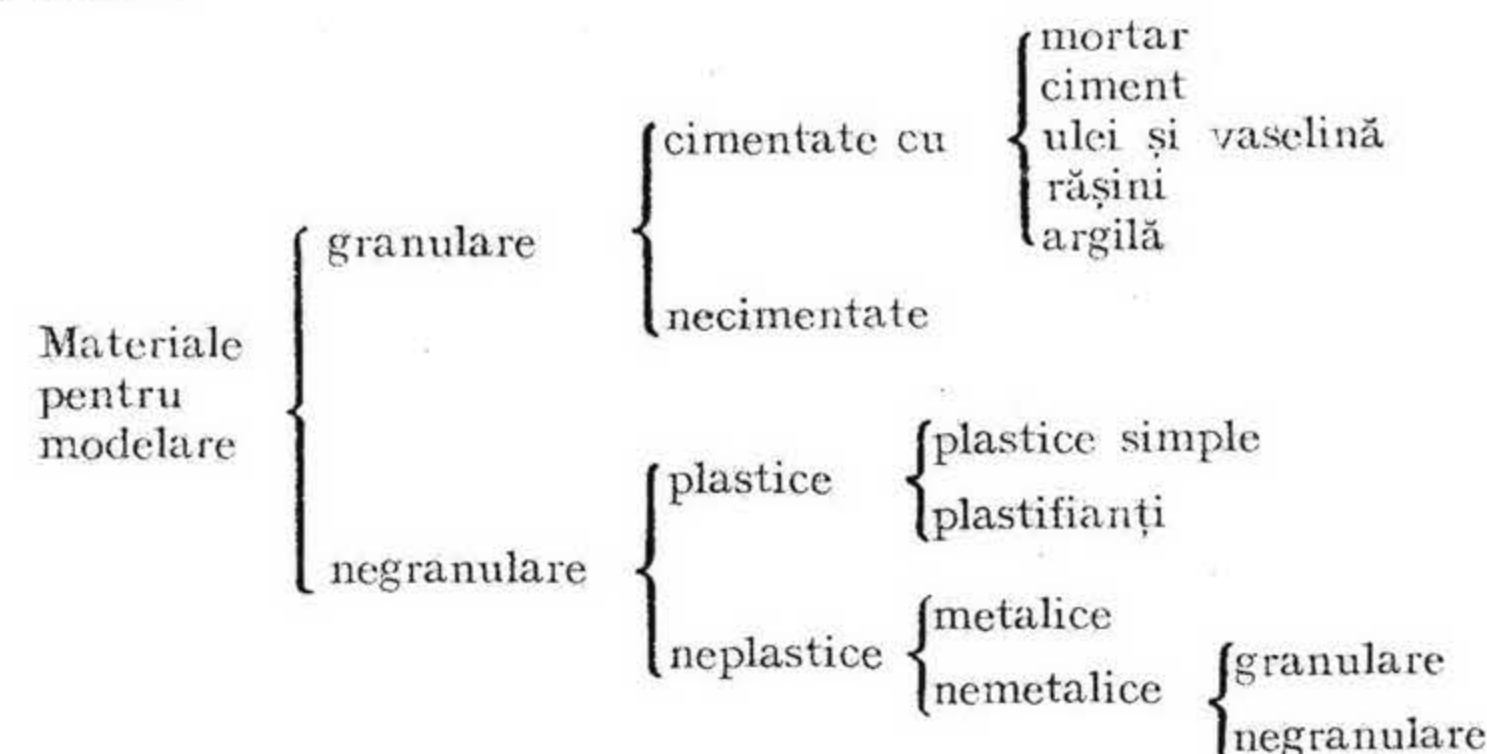 mortar
ciment
cimentate cu
ulei și vaselină
rășini
granulare
argilă
necimentate
Materiale
pentru
modelare
plastice simple
plastice
plastifianți
negranulare
metalice
neplastice
granulare
nemetalice
negranulare